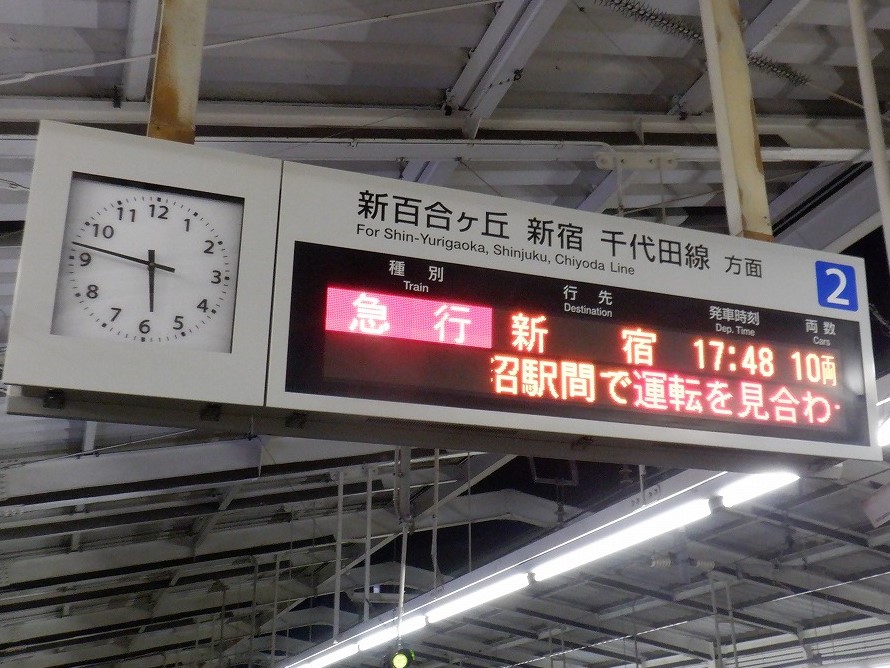 新百合ヶ丘 新宿 千代田線 方面
For Shin-Yurigaoka, Shinjuku, Chiyoda Line
2
種別 行先 発車時刻 両数
Train Destination Dep. Time Cars
急行 新宿 17:48 10両
沼駅間で運転を見合わ
12
1
2
3
4
5
6
7
8
9
10
11